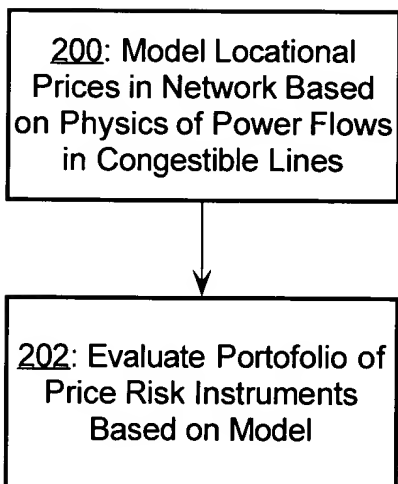 200: Model Locational
Prices in Network Based
on Physics of Power Flows
in Congestible Lines
202: Evaluate Portofolio of
Price Risk Instruments
Based on Model